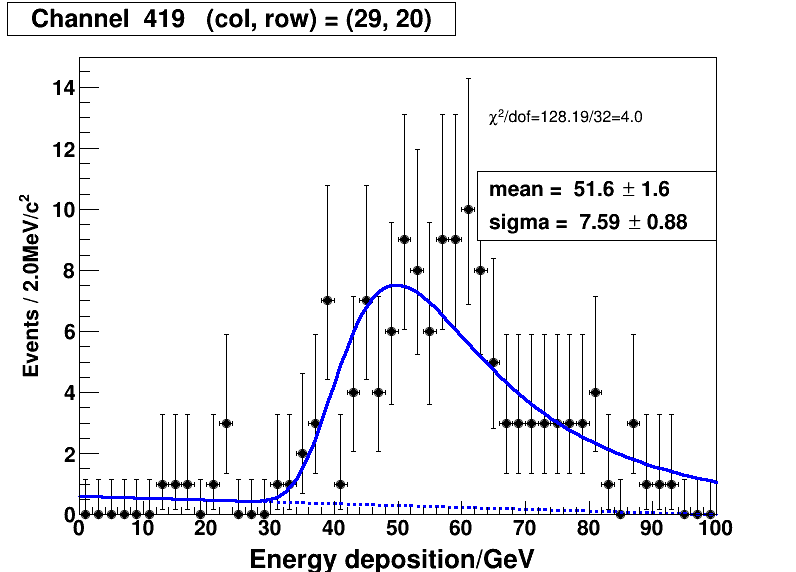 Channel 419 (col, row) = (29, 20)
χ²/dof=128.19/32=4.0
mean = 51.6 ± 1.6
sigma = 7.59 ± 0.88
Events / 2.0MeV/c²
14
12
10
8
6
4
2
0
0 10 20 30 40 50 60 70 80 90 100
Energy deposition/GeV